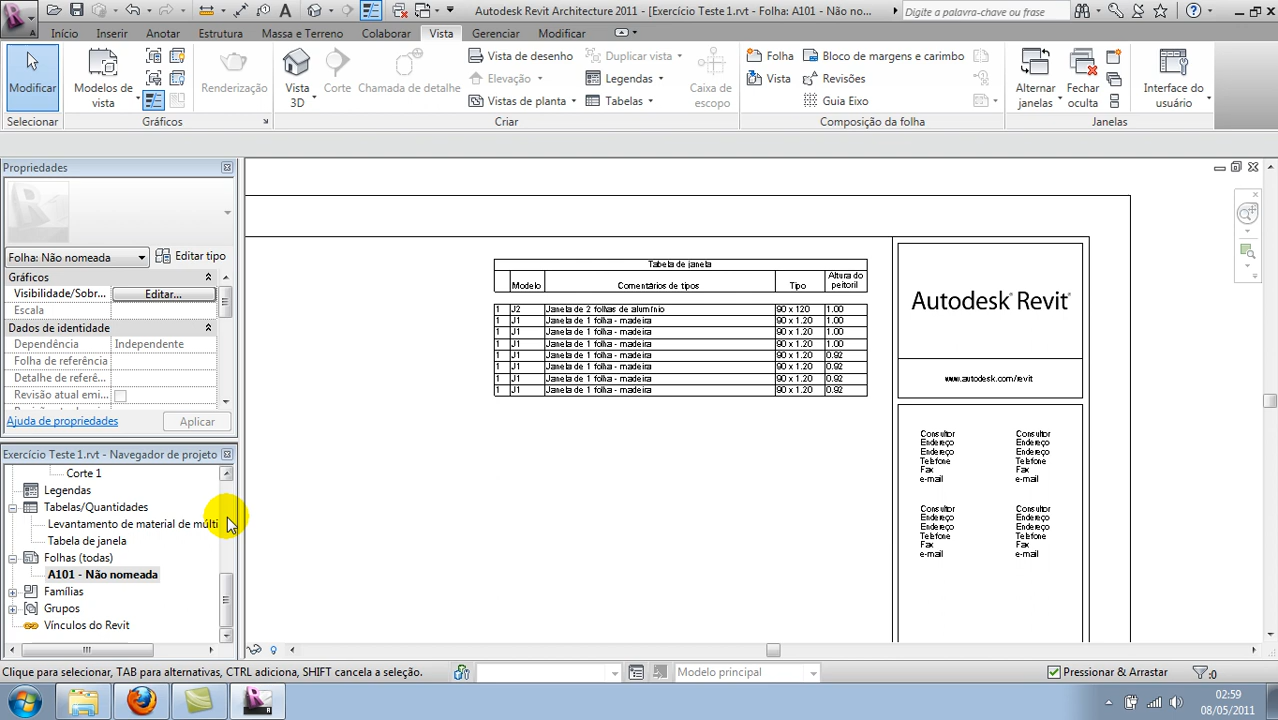 Autodesk Revit Architecture 2011 - [Exercício Teste 1.rvt - Folha: A101 - Não no...
Digite a palavra-chave ou frase
Início Inserir Anotar Estrutura Massa e Terreno Colaborar Vista Gerenciar Modificar
Modificar
Selecionar
Modelos de vista
Gráficos
Renderização
Vista 3D
Corte
Chamada de detalhe
Vista de desenho
Elevação
Vistas de planta
Duplicar vista
Legendas
Tabelas
Caixa de escopo
Criar
Folha
Vista
Bloco de margens e carimbo
Revisões
Guia Eixo
Composição da folha
Alternar janelas
Fechar oculta
Janelas
Interface do usuário
Propriedades
Folha: Não nomeada
Editar tipo
Gráficos
Visibilidade/Sobr... Editar...
Escala
Dados de identidade
Dependência Independente
Folha de referência
Detalhe de referê...
Revisão atual emi...
Ajuda de propriedades
Aplicar
Exercício Teste 1.rvt - Navegador de projeto
Corte 1
Legendas
Tabelas/Quantidades
Levantamento de material de múlti
Tabela de janela
Folhas (todas)
A101 - Não nomeada
Famílias
Grupos
Vínculos do Revit
Tabela de janela
Modelo Comentários de tipos Tipo Altura do peitoril
1 J2 Janela de 2 folhas de alumínio 90 x 120 1.00
1 J1 Janela de 1 folha - madeira 90 x 1.20 1.00
1 J1 Janela de 1 folha - madeira 90 x 1.20 1.00
1 J1 Janela de 1 folha - madeira 90 x 1.20 1.00
1 J1 Janela de 1 folha - madeira 90 x 1.20 0.92
1 J1 Janela de 1 folha - madeira 90 x 1.20 0.92
1 J1 Janela de 1 folha - madeira 90 x 1.20 0.92
1 J1 Janela de 1 folha - madeira 90 x 1.20 0.92
Autodesk® Revit®
www.autodesk.com/revit
Consultor Consultor
Endereço Endereço
Endereço Endereço
Telefone Telefone
Fax Fax
e-mail e-mail
Consultor Consultor
Endereço Endereço
Endereço Endereço
Telefone Telefone
Fax Fax
e-mail e-mail
Clique para selecionar, TAB para alternativas, CTRL adiciona, SHIFT cancela a seleção.
Modelo principal
Pressionar & Arrastar
:0
02:59
08/05/2011